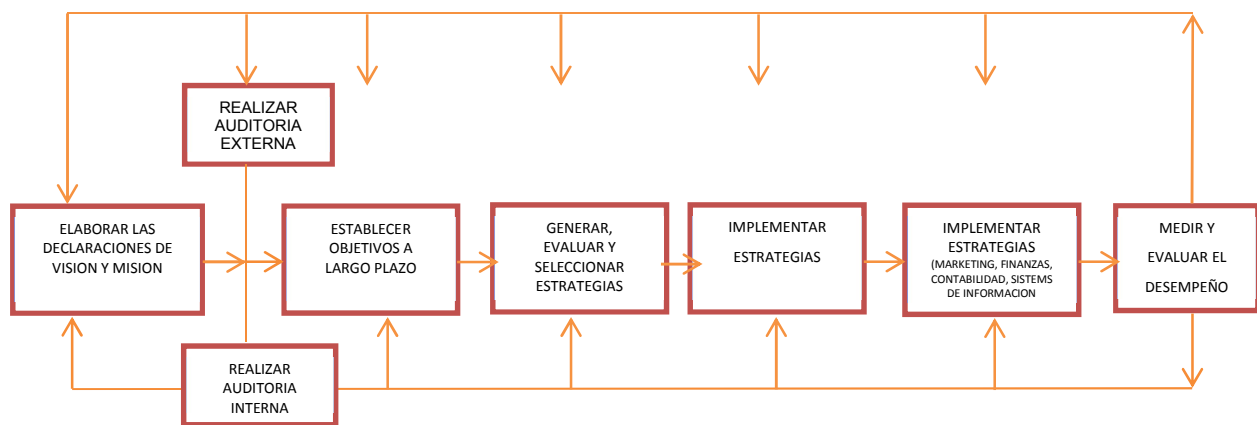 REALIZAR
AUDITORIA
EXTERNA
ELABORAR LAS
DECLARACIONES DE
VISION Y MISION
ESTABLECER
OBJETIVOS A
LARGO PLAZO
GENERAR,
EVALUAR Y
SELECCIONAR
ESTRATEGIAS
IMPLEMENTAR
ESTRATEGIAS
IMPLEMENTAR
ESTRATEGIAS
(MARKETING, FINANZAS,
CONTABILIDAD, SISTEMS
DE INFORMACION
MEDIR Y
EVALUAR EL
DESEMPEÑO
REALIZAR
AUDITORIA
INTERNA